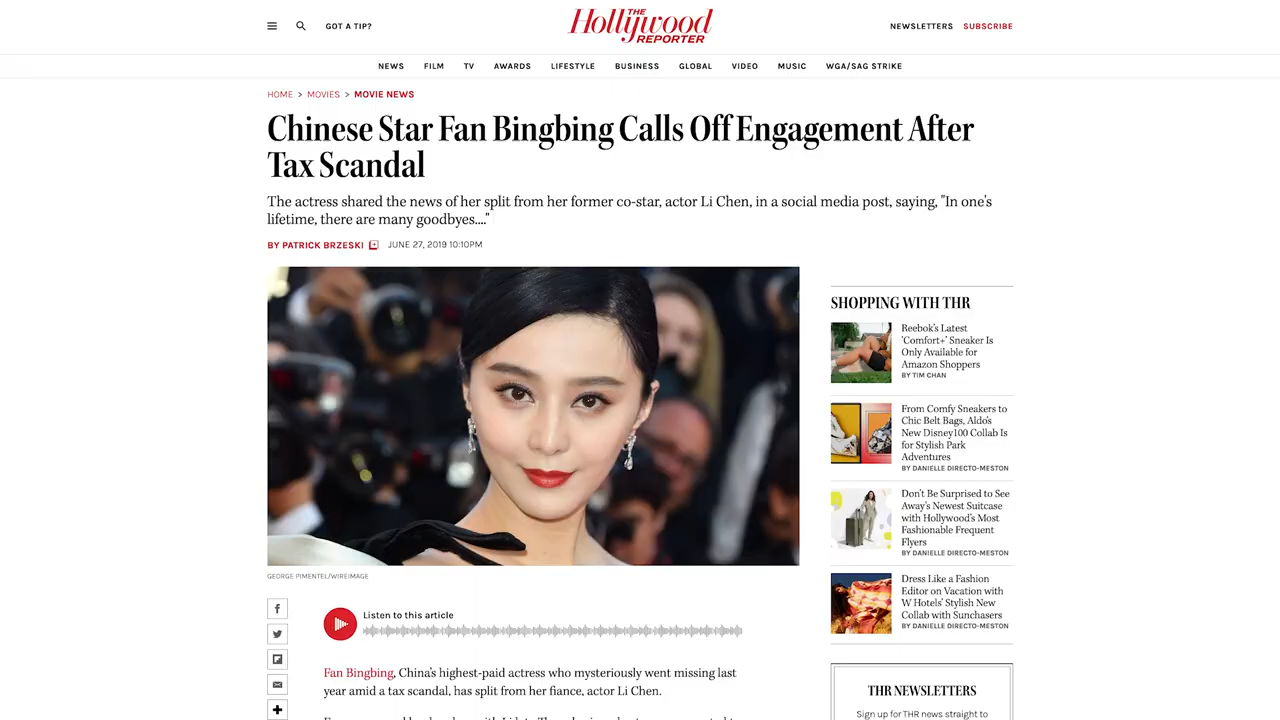 GOT A TIP?
THE
Hollywood
REPORTER
NEWSLETTERS SUBSCRIBE
NEWS FILM TV AWARDS LIFESTYLE BUSINESS GLOBAL VIDEO MUSIC WGA/SAG STRIKE
HOME > MOVIES > MOVIE NEWS
Chinese Star Fan Bingbing Calls Off Engagement After
Tax Scandal
The actress shared the news of her split from her former co-star, actor Li Chen, in a social media post, saying, "In one's
lifetime, there are many goodbyes...."
BY PATRICK BRZESKI JUNE 27, 2019 10:10PM
GEORGE PIMENTEL/WIREIMAGE
Listen to this article
Fan Bingbing, China's highest-paid actress who mysteriously went missing last
year amid a tax scandal, has split from her fiance, actor Li Chen.
SHOPPING WITH THR
Reebok's Latest
'Comfort+' Sneaker Is
Only Available for
Amazon Shoppers
BY TIM CHAN
From Comfy Sneakers to
Chic Belt Bags, Aldo's
New Disney100 Collab Is
for Stylish Park
Adventures
BY DANIELLE DIRECTO-MESTON
Don't Be Surprised to See
Away's Newest Suitcase
with Hollywood's Most
Fashionable Frequent
Flyers
BY DANIELLE DIRECTO-MESTON
Dress Like a Fashion
Editor on Vacation with
W Hotels' Stylish New
Collab with Sunchasers
BY DANIELLE DIRECTO-MESTON
THR NEWSLETTERS
Sign up for THR news straight to